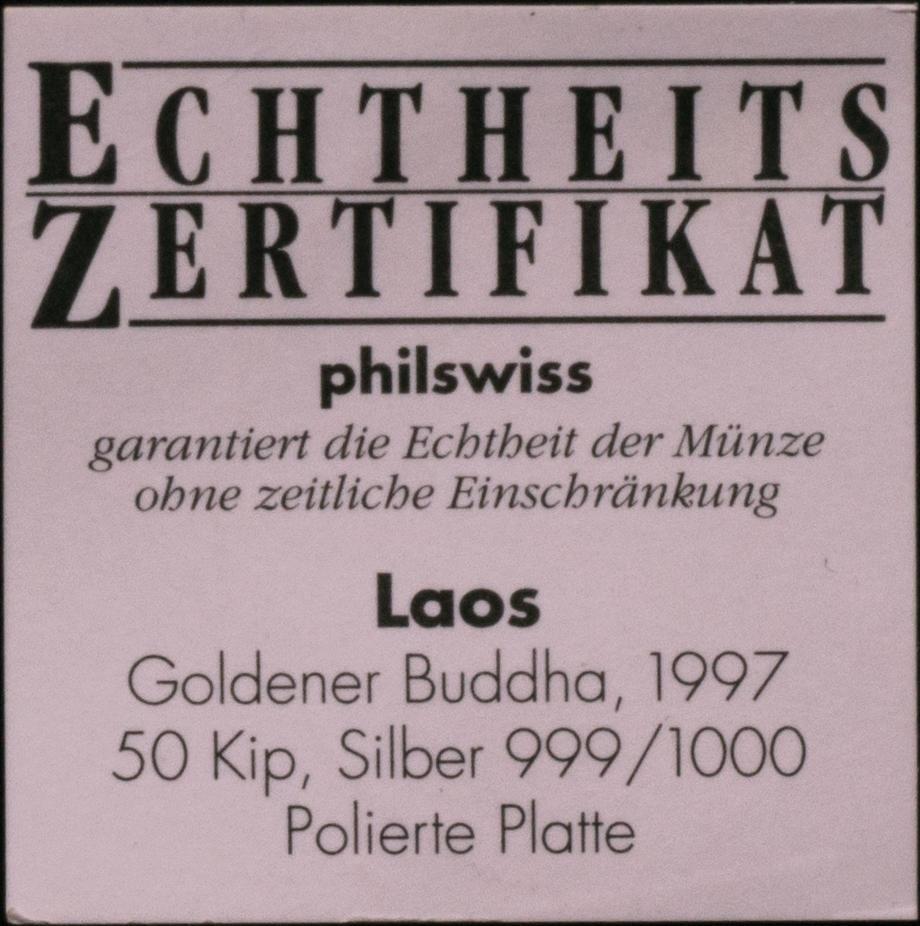 ECHTHEITS
ZERTIFIKAT
philswiss
garantiert die Echtheit der Münze
ohne zeitliche Einschränkung
Laos
Goldener Buddha, 1997
50 Kip, Silber 999/1000
Polierte Platte